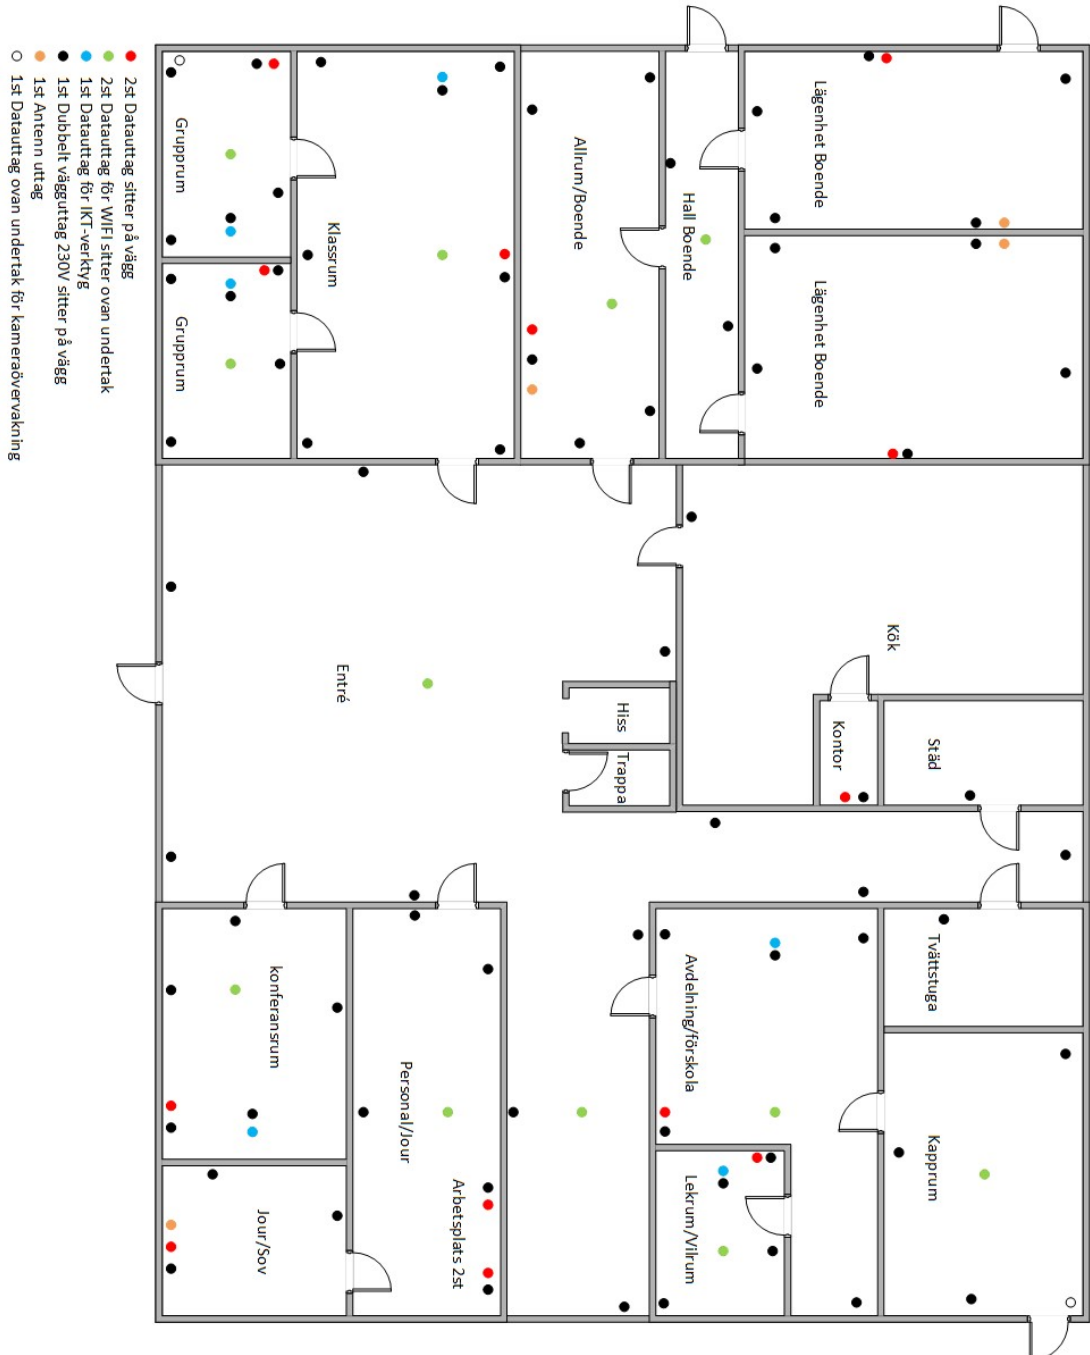 Städ
Tvättstuga
Kapprum
Kök
Kontor
Lägenhet Boende
Lägenhet Boende
Hall Boende
Avdelning/förskola
Lekrum/Vilrum
Hiss
Trappa
Allrum/Boende
Arbetsplats 2st
Personal/Jour
Klassrum
Entré
konferansrum
Jour/Sov
Grupprum
Grupprum
2st Datauttag sitter på vägg
2st Datauttag för WIFI sitter ovan undertak
1st Datauttag för IKT-verktyg
1st Dubbelt vägguttag 230V sitter på vägg
1st Antenn uttag
1st Datauttag ovan undertak för kameraövervakning